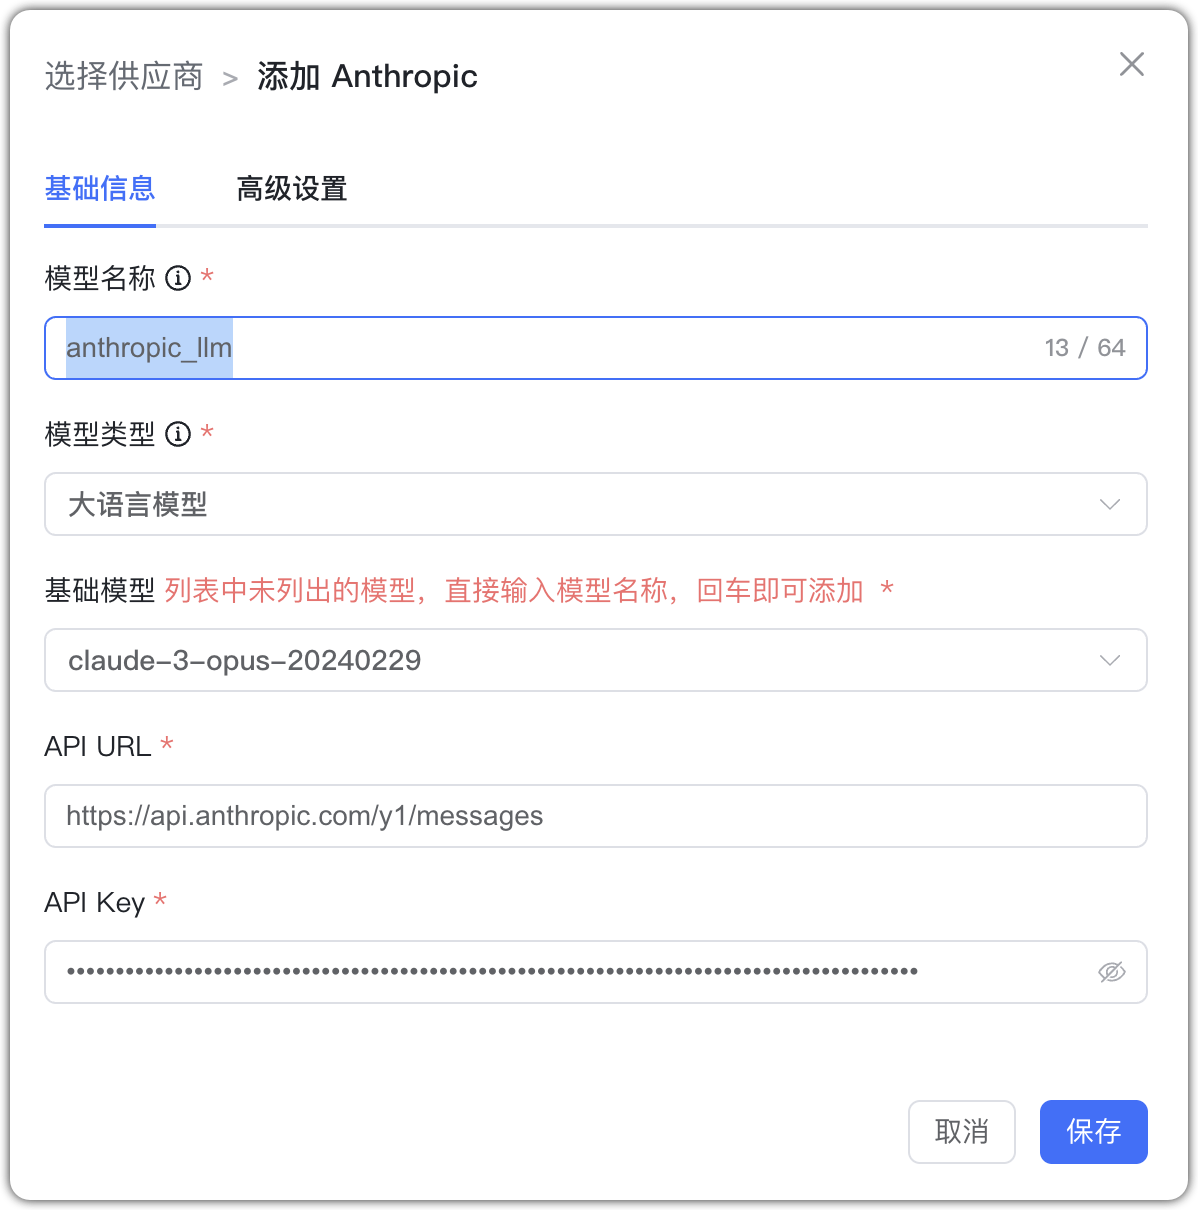 选择供应商 > 添加 Anthropic
基础信息 高级设置
模型名称 *
anthropic_llm 13 / 64
模型类型 *
大语言模型
基础模型 列表中未列出的模型，直接输入模型名称，回车即可添加 *
claude-3-opus-20240229
API URL *
https://api.anthropic.com/y1/messages
API Key *
取消 保存